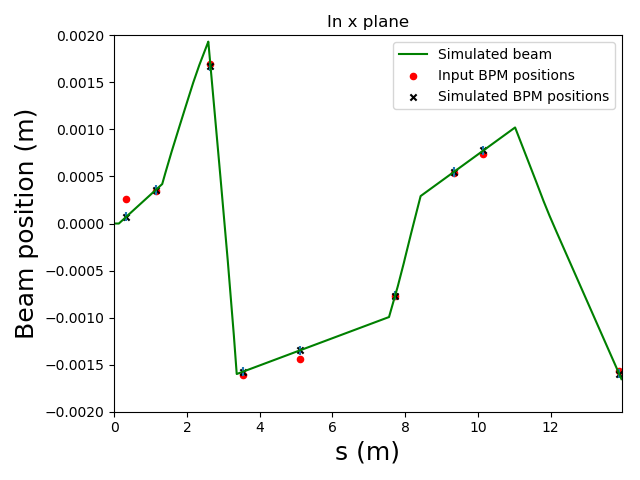 In x plane
Simulated beam
Input BPM positions
Simulated BPM positions
Beam position (m)
0.0020
0.0015
0.0010
0.0005
0.0000
−0.0005
−0.0010
−0.0015
−0.0020
0 2 4 6 8 10 12
s (m)